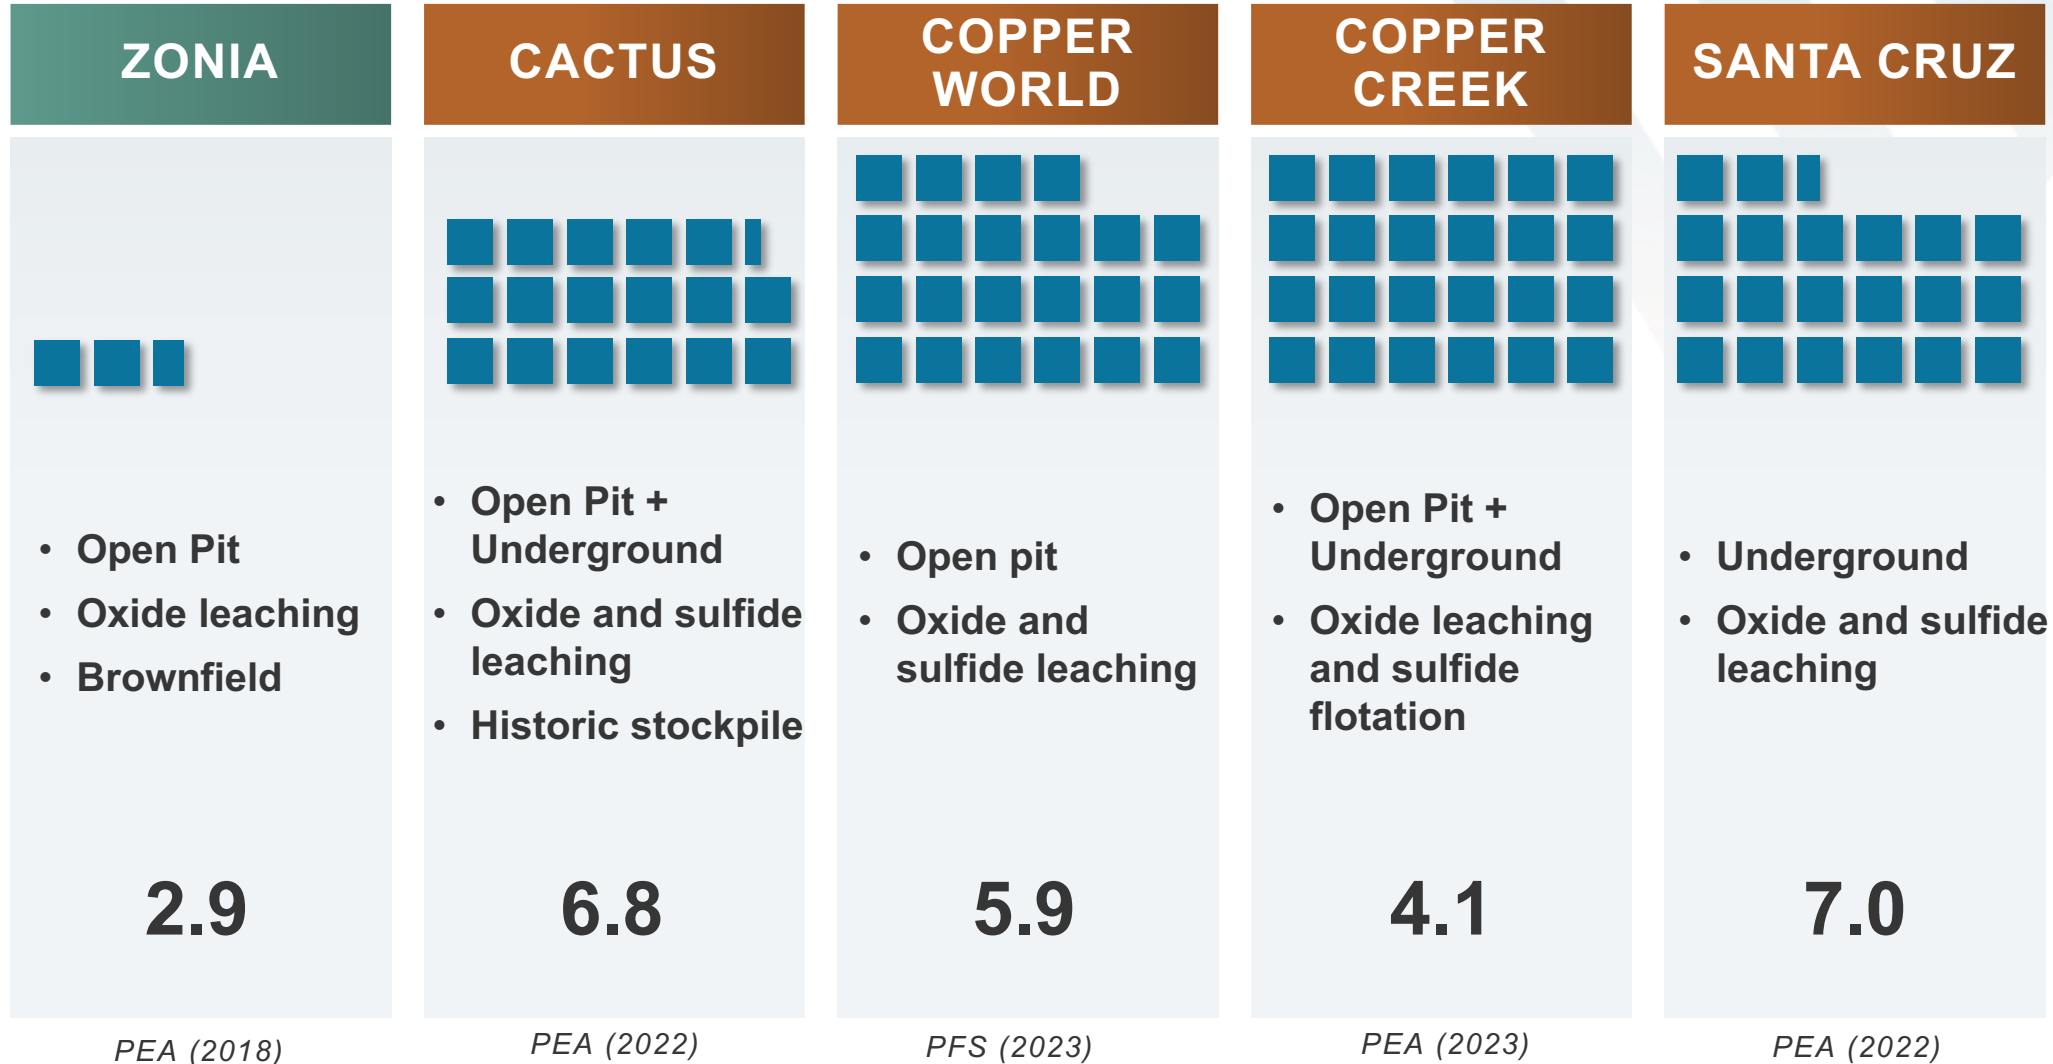 ZONIA
• Open Pit
• Oxide leaching
• Brownfield
2.9
PEA (2018)
CACTUS
• Open Pit +
Underground
• Oxide and sulfide
leaching
• Historic stockpile
6.8
PEA (2022)
COPPER
WORLD
• Open pit
• Oxide and
sulfide leaching
5.9
PFS (2023)
COPPER
CREEK
• Open Pit +
Underground
• Oxide leaching
and sulfide
flotation
4.1
PEA (2023)
SANTA CRUZ
• Underground
• Oxide and sulfide
leaching
7.0
PEA (2022)